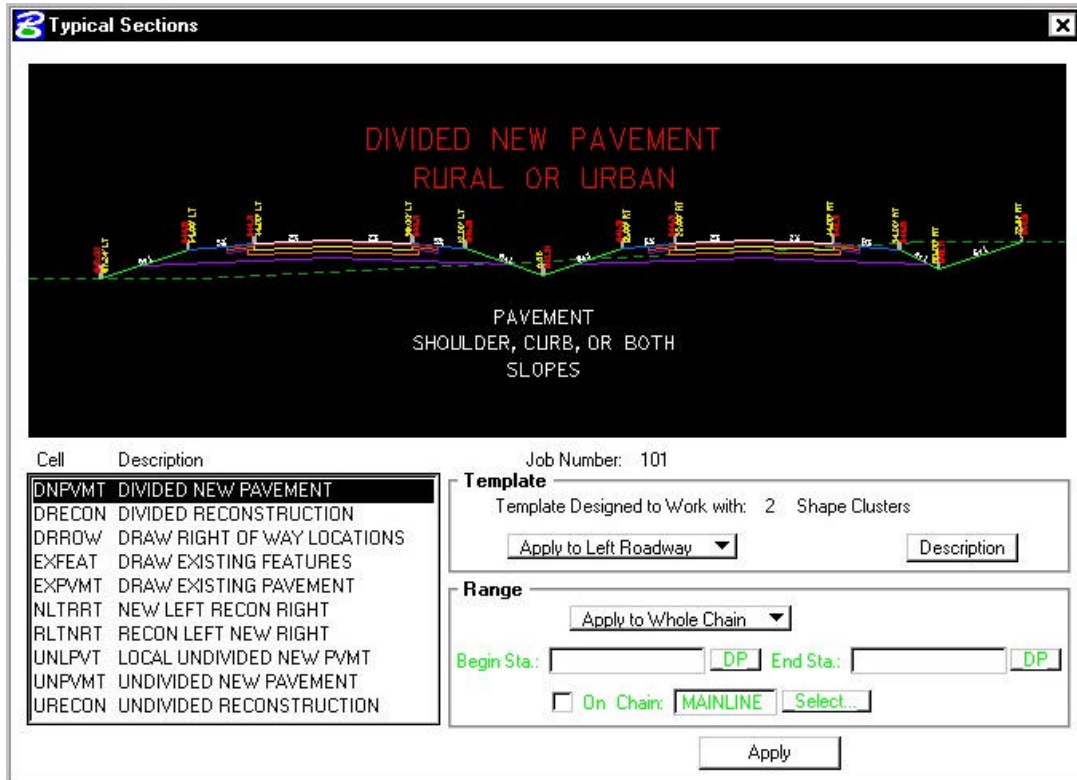 Typical Sections
DIVIDED NEW PAVEMENT
RURAL OR URBAN
PAVEMENT
SHOULDER, CURB, OR BOTH
SLOPES
Cell Description
Job Number: 101
DNPVMT DIVIDED NEW PAVEMENT
DRECON DIVIDED RECONSTRUCTION
DRROW DRAW RIGHT OF WAY LOCATIONS
EXFEAT DRAW EXISTING FEATURES
EXPVMT DRAW EXISTING PAVEMENT
NLTRRT NEW LEFT RECON RIGHT
RLTNRT RECON LEFT NEW RIGHT
UNLPVT LOCAL UNDIVIDED NEW PVMT
UNPVMT UNDIVIDED NEW PAVEMENT
URECON UNDIVIDED RECONSTRUCTION
Template
Template Designed to Work with: 2 Shape Clusters
Apply to Left Roadway
Description
Range
Apply to Whole Chain
Begin Sta.: DP End Sta.: DP
On Chain: MAINLINE Select...
Apply